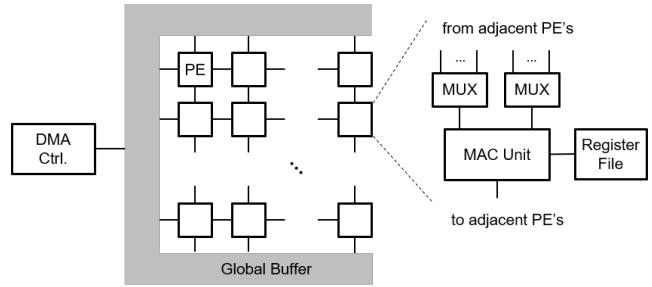 from adjacent PE's
PE
...
...
MUX
MUX
DMA
Ctrl.
MAC Unit
Register
File
to adjacent PE's
Global Buffer